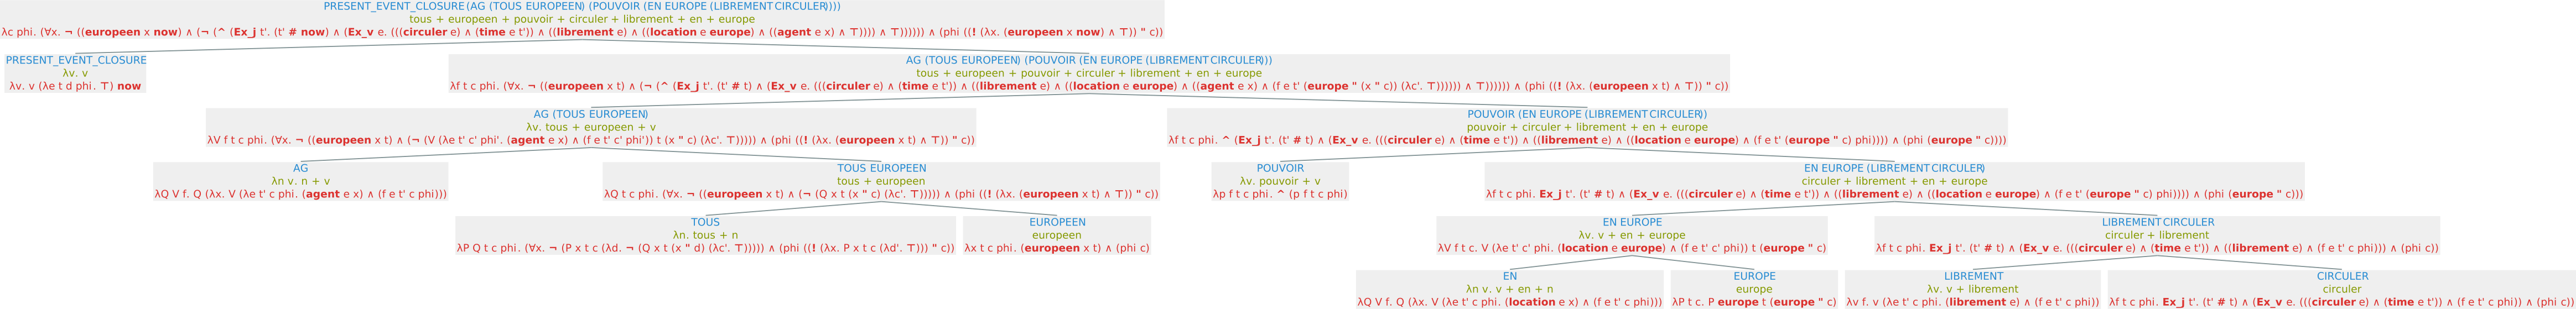 PRESENT_EVENT_CLOSURE (AG (TOUS EUROPEEN) (POUVOIR (EN EUROPE (LIBREMENT CIRCULER))))
tous + europeen + pouvoir + circuler + librement + en + europe
λc phi. (∀x. ¬ ((europeen x now) ∧ (¬ (^ (Ex_j t'. (t' # now) ∧ (Ex_v e. (((circuler e) ∧ (time e t')) ∧ ((librement e) ∧ ((location e europe) ∧ ((agent e x) ∧ ⊤)))) ∧ ⊤)))))) ∧ (phi ((! (λx. (europeen x now) ∧ ⊤)) " c))
PRESENT_EVENT_CLOSURE
λv. v
λv. v (λe t d phi. ⊤) now
AG (TOUS EUROPEEN) (POUVOIR (EN EUROPE (LIBREMENT CIRCULER)))
tous + europeen + pouvoir + circuler + librement + en + europe
λf t c phi. (∀x. ¬ ((europeen x t) ∧ (¬ (^ (Ex_j t'. (t' # t) ∧ (Ex_v e. (((circuler e) ∧ (time e t')) ∧ ((librement e) ∧ ((location e europe) ∧ ((agent e x) ∧ (f e t' (europe " (x " c)) (λc'. ⊤)))))) ∧ ⊤)))))) ∧ (phi ((! (λx. (europeen x t) ∧ ⊤)) " c))
AG (TOUS EUROPEEN)
λv. tous + europeen + v
λV f t c phi. (∀x. ¬ ((europeen x t) ∧ (¬ (V (λe t' c' phi'. (agent e x) ∧ (f e t' c' phi')) t (x " c) (λc'. ⊤))))) ∧ (phi ((! (λx. (europeen x t) ∧ ⊤)) " c))
POUVOIR (EN EUROPE (LIBREMENT CIRCULER))
pouvoir + circuler + librement + en + europe
λf t c phi. ^ (Ex_j t'. (t' # t) ∧ (Ex_v e. (((circuler e) ∧ (time e t')) ∧ ((librement e) ∧ ((location e europe) ∧ (f e t' (europe " c) phi)))) ∧ (phi (europe " c))))
AG
λn v. n + v
λQ V f. Q (λx. V (λe t' c phi. (agent e x) ∧ (f e t' c phi)))
TOUS EUROPEEN
tous + europeen
λQ t c phi. (∀x. ¬ ((europeen x t) ∧ (¬ (Q x t (x " c) (λc'. ⊤))))) ∧ (phi ((! (λx. (europeen x t) ∧ ⊤)) " c))
POUVOIR
λv. pouvoir + v
λp f t c phi. ^ (p f t c phi)
EN EUROPE (LIBREMENT CIRCULER)
circuler + librement + en + europe
λf t c phi. Ex_j t'. (t' # t) ∧ (Ex_v e. (((circuler e) ∧ (time e t')) ∧ ((librement e) ∧ ((location e europe) ∧ (f e t' (europe " c) phi)))) ∧ (phi (europe " c)))
TOUS
λn. tous + n
λP Q t c phi. (∀x. ¬ (P x t c (λd. ¬ (Q x t (x " d) (λc'. ⊤))))) ∧ (phi ((! (λx. P x t c (λd'. ⊤))) " c))
EUROPEEN
europeen
λx t c phi. (europeen x t) ∧ (phi c)
EN EUROPE
λv. v + en + europe
λV f t c. V (λe t' c' phi. (location e europe) ∧ (f e t' c' phi)) t (europe " c)
LIBREMENT CIRCULER
circuler + librement
λf t c phi. Ex_j t'. (t' # t) ∧ (Ex_v e. (((circuler e) ∧ (time e t')) ∧ ((librement e) ∧ (f e t' c phi))) ∧ (phi c))
EN
λn v. v + en + n
λQ V f. Q (λx. V (λe t' c phi. (location e x) ∧ (f e t' c phi)))
EUROPE
europe
λP t c. P europe t (europe " c)
LIBREMENT
λv. v + librement
λv f. v (λe t' c phi. (librement e) ∧ (f e t' c phi))
CIRCULER
circuler
λf t c phi. Ex_j t'. (t' # t) ∧ (Ex_v e. (((circuler e) ∧ (time e t')) ∧ (f e t' c phi)) ∧ (phi c))